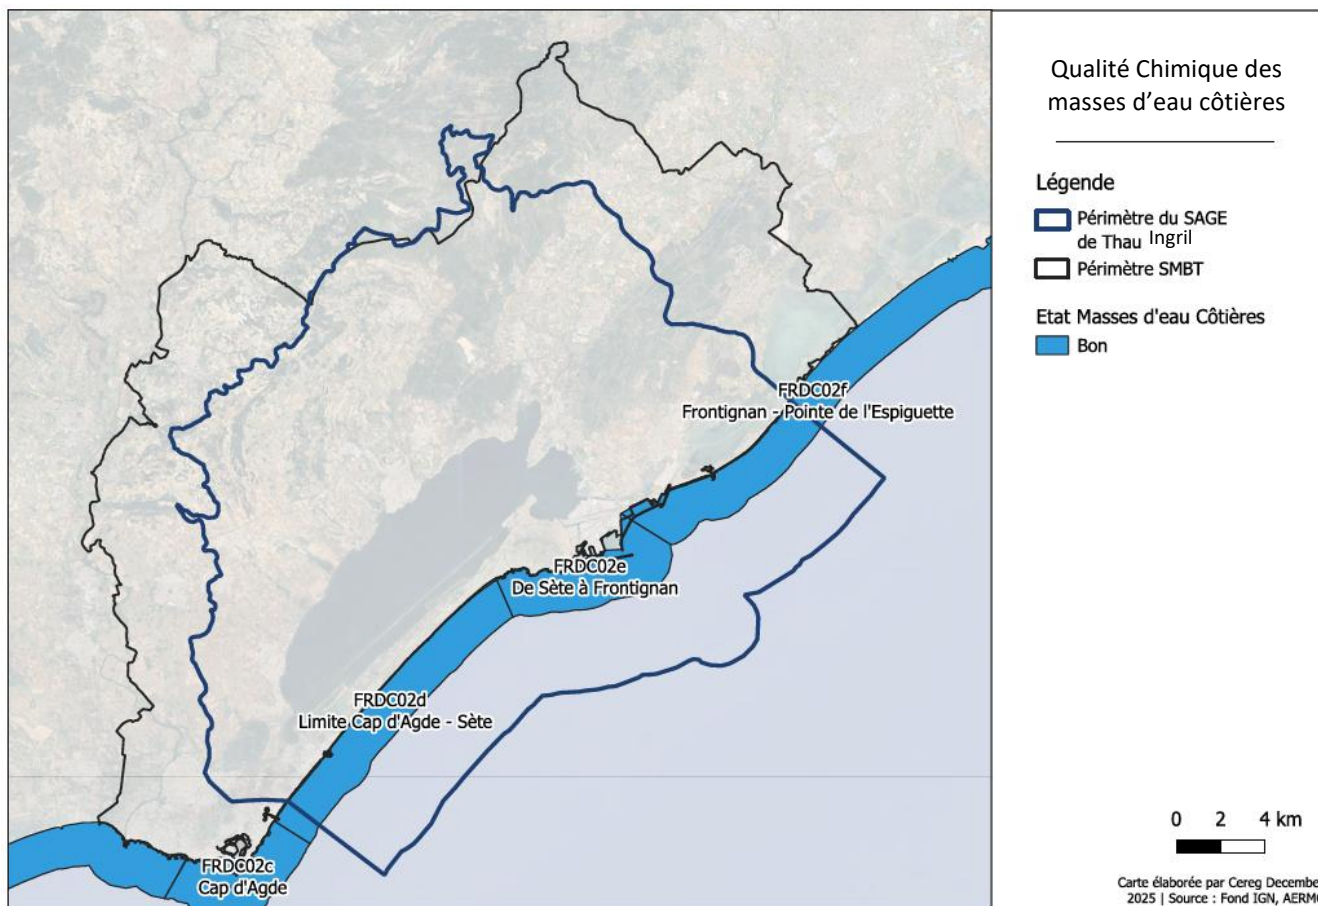 Qualité Chimique des
masses d'eau côtières
Légende
Périmètre du SAGE
de Thau Ingril
Périmètre SMBT
Etat Masses d'eau Côtières
Bon
FRDC02f
Frontignan - Pointe de l'Espiguette
FRDC02e
De Sète à Frontignan
FRDC02d
Limite Cap d'Agde - Sète
FRDC02c
Cap d'Agde
0 2 4 km
Carte élaborée par Cereg Decembe
2025 | Source : Fond IGN, AERM